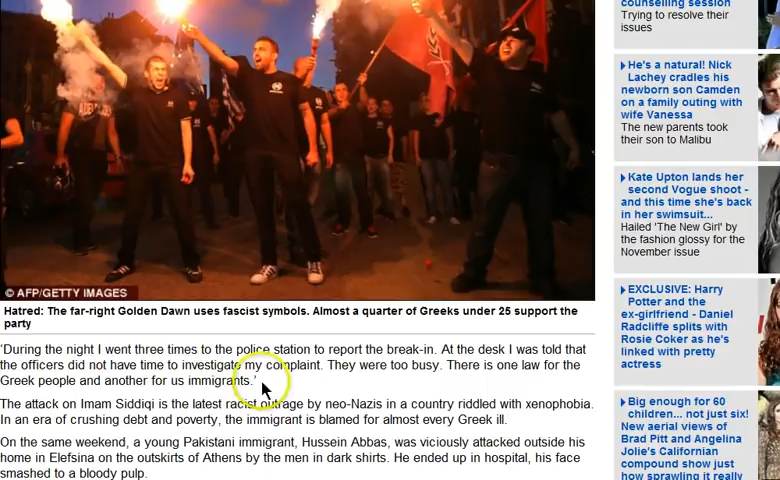 © AFP/GETTY IMAGES
Hatred: The far-right Golden Dawn uses fascist symbols. Almost a quarter of Greeks under 25 support the
party
'During the night I went three times to the police station to report the break-in. At the desk I was told that
the officers did not have time to investigate my complaint. They were too busy. There is one law for the
Greek people and another for us immigrants.'
The attack on Imam Siddiqi is the latest racist outrage by neo-Nazis in a country riddled with xenophobia.
In an era of crushing debt and poverty, the immigrant is blamed for almost every Greek ill.
On the same weekend, a young Pakistani immigrant, Hussein Abbas, was viciously attacked outside his
home in Elefsina on the outskirts of Athens by the men in dark shirts. He ended up in hospital, his face
smashed to a bloody pulp.
counselling session
Trying to resolve their
issues
He's a natural! Nick
Lachey cradles his
newborn son Camden
on a family outing with
wife Vanessa
The new parents took
their son to Malibu
Kate Upton lands her
second Vogue shoot -
and this time she's back
in her swimsuit...
Hailed 'The New Girl' by
the fashion glossy for the
November issue
EXCLUSIVE: Harry
Potter and the
ex-girlfriend - Daniel
Radcliffe splits with
Rosie Coker as he's
linked with pretty
actress
Big enough for 60
children... not just six!
New aerial views of
Brad Pitt and Angelina
Jolie's Californian
compound show just
how sprawling it really